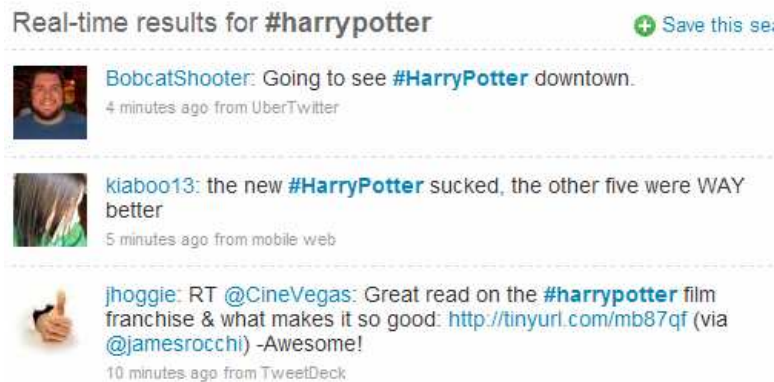 Real-time results for #harrypotter
Save this sea
BobcatShooter: Going to see #HarryPotter downtown.
4 minutes ago from UberTwitter
kiaboo13: the new #HarryPotter sucked, the other five were WAY
better
5 minutes ago from mobile web
jhoggie: RT @CineVegas: Great read on the #harrypotter film
franchise & what makes it so good: http://tinyurl.com/mb87qf (via
@jamesrocchi) -Awesome!
10 minutes ago from TweetDeck